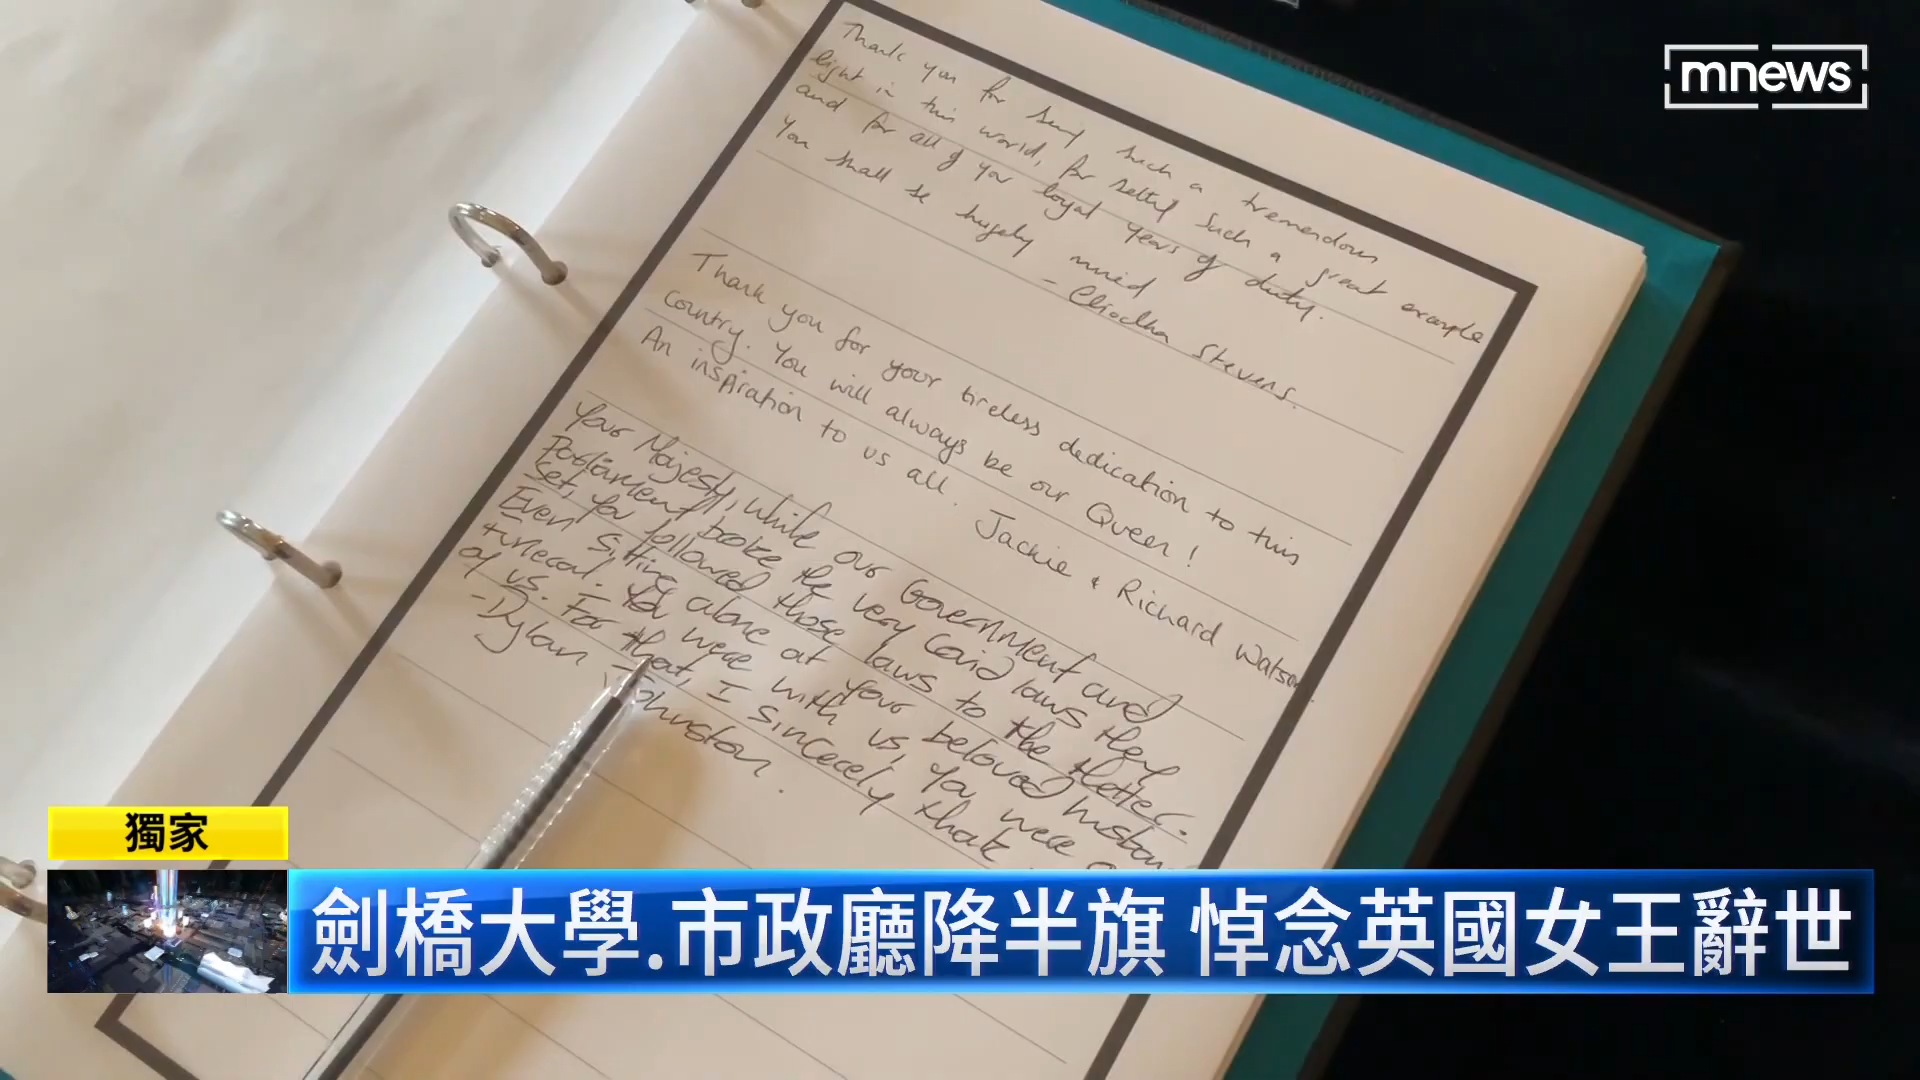 mnews
Thank you for being such a tremendous
light in this world, for setting such a great example
and for all of your loyal years of duty.
You shall be hugely missed
- Cliodhna Stevens.
Thank you for your tireless dedication to this
country. You will always be our Queen!
An inspiration to us all. Jackie & Richard Watson
Your Majesty, while our Government and
Parliament broke the very Covid laws they
set, you followed those laws to the letter.
Even sitting alone at your beloved husban
funeral. - You were with us, you were
of us. For that, I sincerely thank
- Dylan Johnston.
獨家
劍橋大學.市政廳降半旗 悼念英國女王辭世